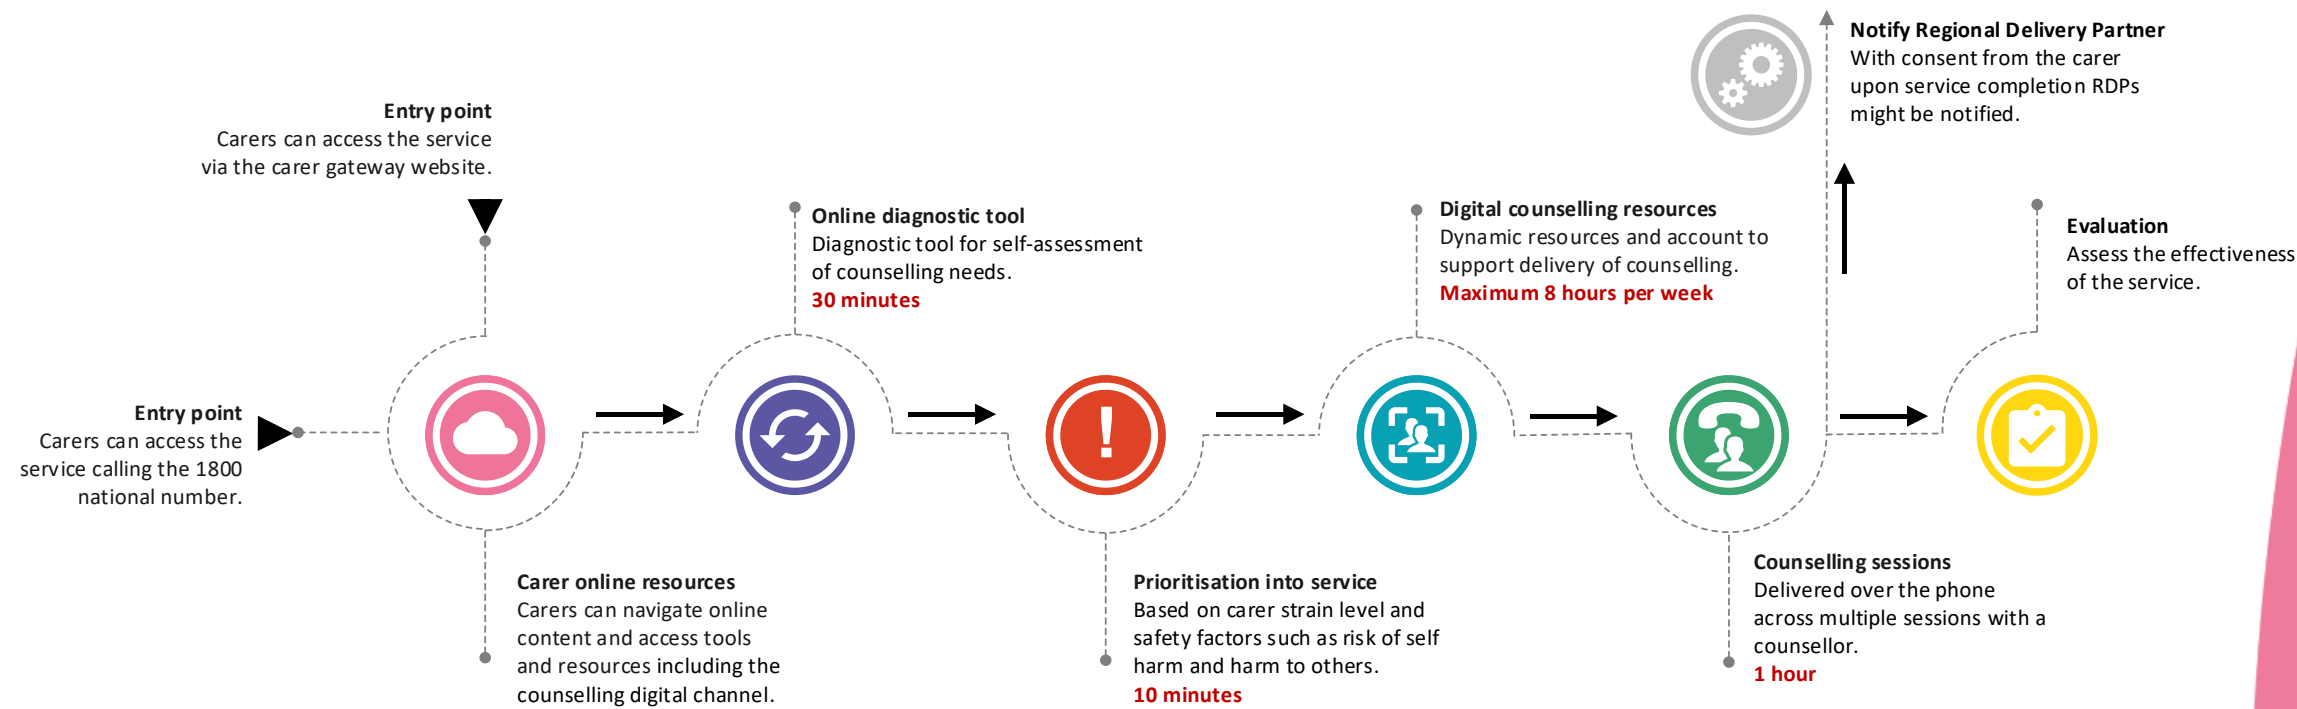 Notify Regional Delivery Partner
With consent from the carer
upon service completion RDPs
might be notified.
Entry point
Carers can access the service
via the carer gateway website.
Online diagnostic tool
Diagnostic tool for self-assessment
of counselling needs.
30 minutes
Digital counselling resources
Dynamic resources and account to
support delivery of counselling.
Maximum 8 hours per week
Evaluation
Assess the effectiveness
of the service.
Entry point
Carers can access the
service calling the 1800
national number.
!
Carer online resources
Carers can navigate online
content and access tools
and resources including the
counselling digital channel.
Prioritisation into service
Based on carer strain level and
safety factors such as risk of self
harm and harm to others.
10 minutes
Counselling sessions
Delivered over the phone
across multiple sessions with a
counsellor.
1 hour